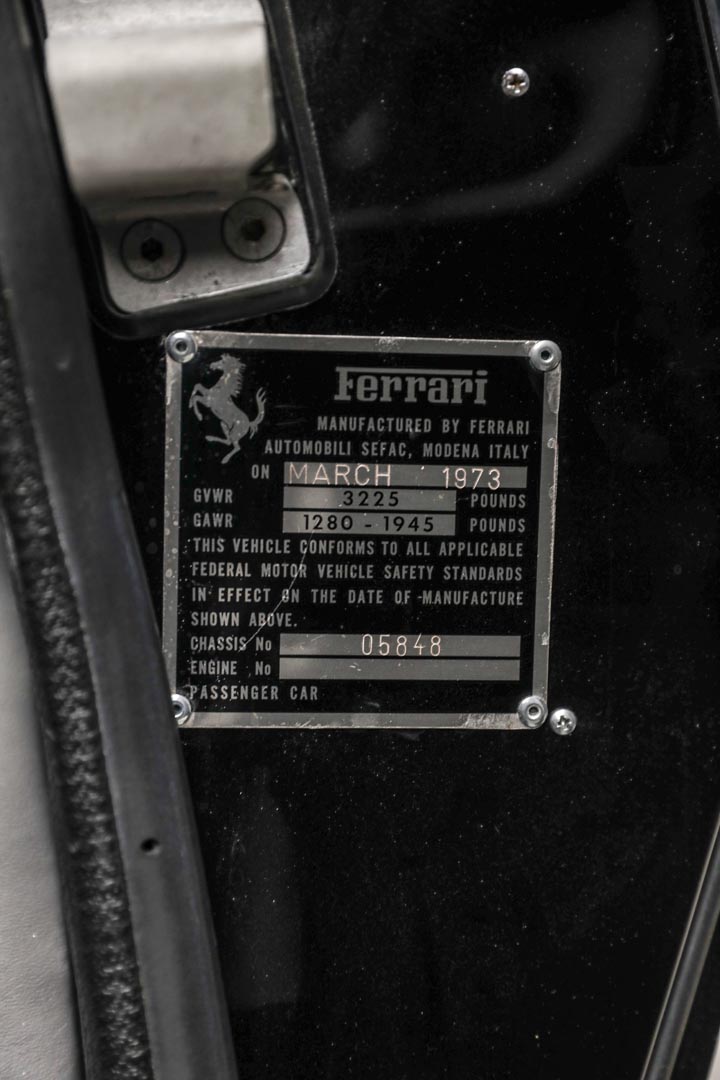 Ferrari
MANUFACTURED BY FERRARI
AUTOMOBILI SEFAC, MODENA ITALY
ON MARCH 1973
GVWR 3225 POUNDS
GAWR 1280 - 1945 POUNDS
THIS VEHICLE CONFORMS TO ALL APPLICABLE
FEDERAL MOTOR VEHICLE SAFETY STANDARDS
IN EFFECT ON THE DATE OF MANUFACTURE
SHOWN ABOVE.
CHASSIS No 05848
ENGINE No
PASSENGER CAR